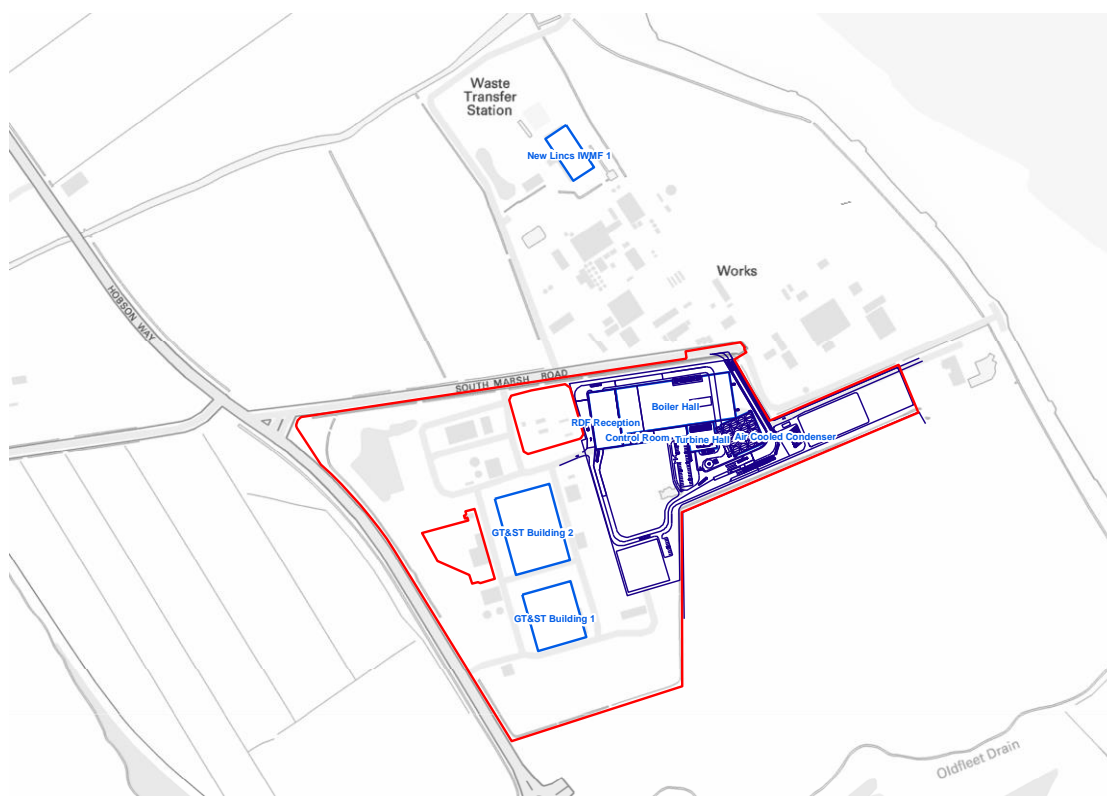 Waste
Transfer
Station
New Lincs IWMF 1
Works
HOBSON WAY
SOUTH MARSH ROAD
Boiler Hall
RDF Reception
Control Room
Turbine Hall
Air Cooled Condenser
GT&ST Building 2
GT&ST Building 1
Oldfleet Drain